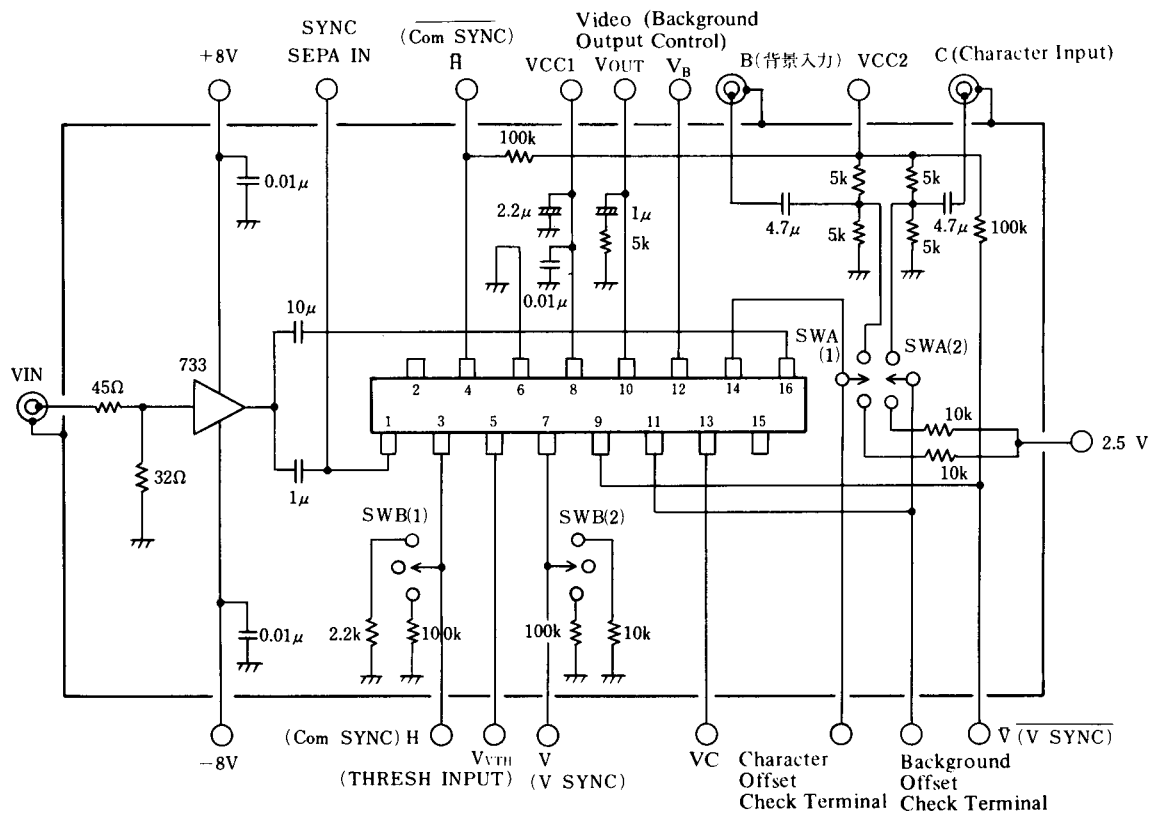 SYNC
SEPA IN
(Com SYNC)
H
Video (Background
Output Control)
+8V
VCC1
VOUT
VB
B(背景入力)
VCC2
C(Character Input)
100k
0.01μ
2.2μ
1μ
5k
0.01μ
5k
5k
4.7μ
4.7μ
5k
5k
100k
10μ
733
VIN
45Ω
32Ω
1μ
2
4
6
8
10
12
14
16
1
3
5
7
9
11
13
15
SWA
(1)
SWA(2)
10k
10k
2.5 V
SWB(1)
SWB(2)
2.2k
100k
100k
10k
0.01μ
−8V
(Com SYNC) H
VVTH
(THRESH INPUT)
V
(V SYNC)
VC
Character
Offset
Check Terminal
Background
Offset
Check Terminal
V̄ (V SYNC)